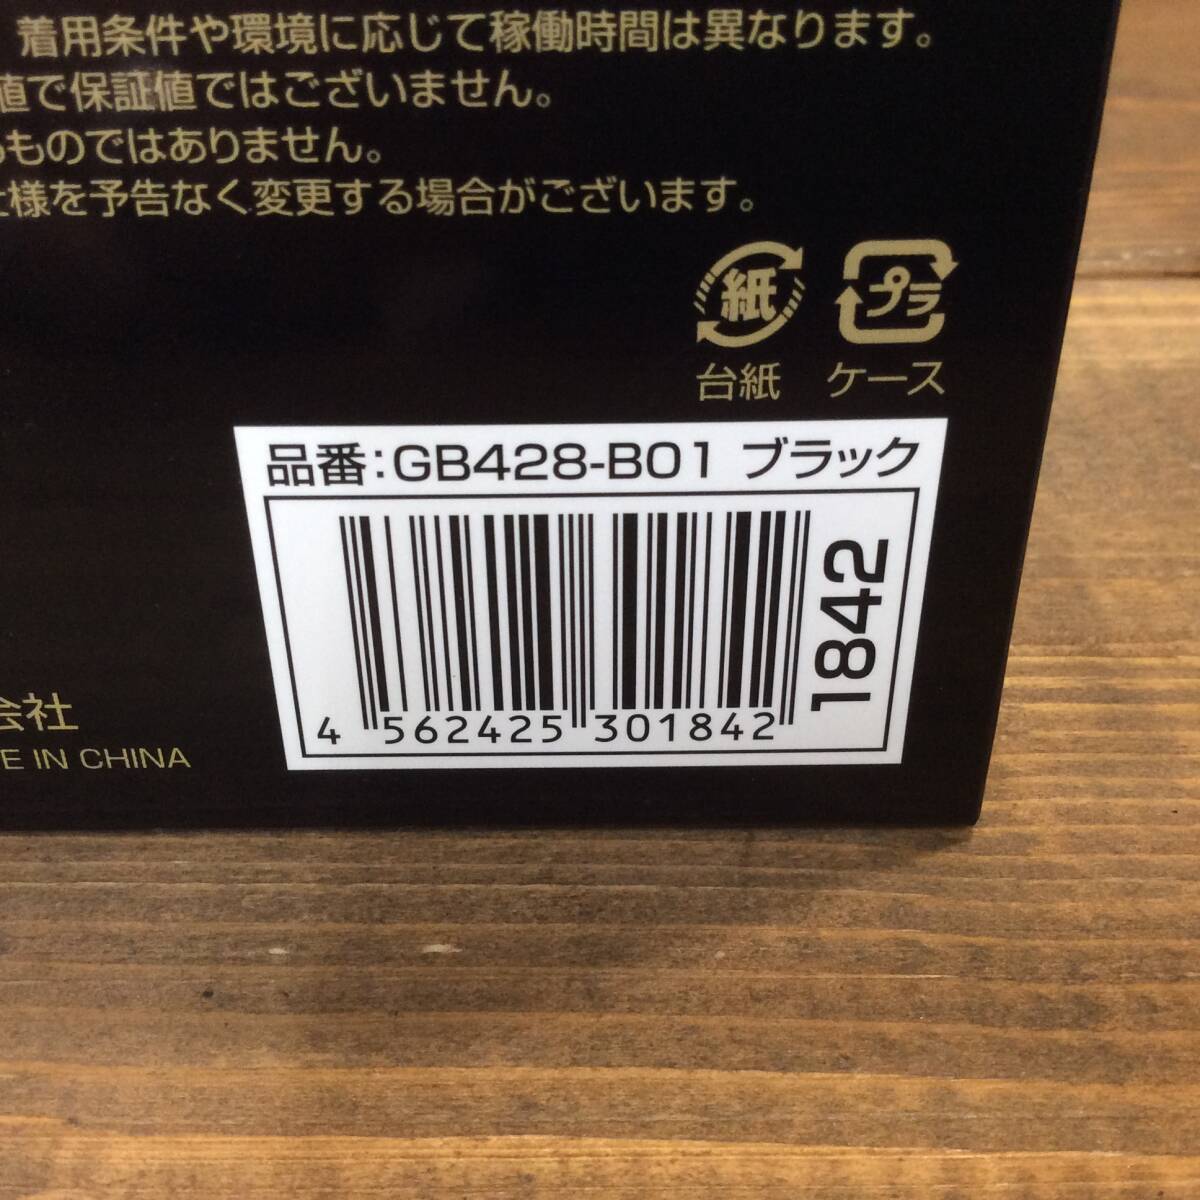 着用条件や環境に応じて稼働時間は異なります。
値で保証値ではございません。
ものではありません。
様を予告なく変更する場合がございます。
紙 プラ
台紙 ケース
品番:GB428-B01 ブラック
1842
4 562425 301842
会社
E IN CHINA